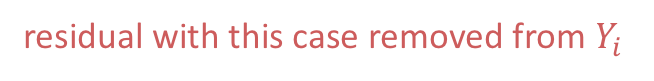 residual with this case removed from Yᵢ